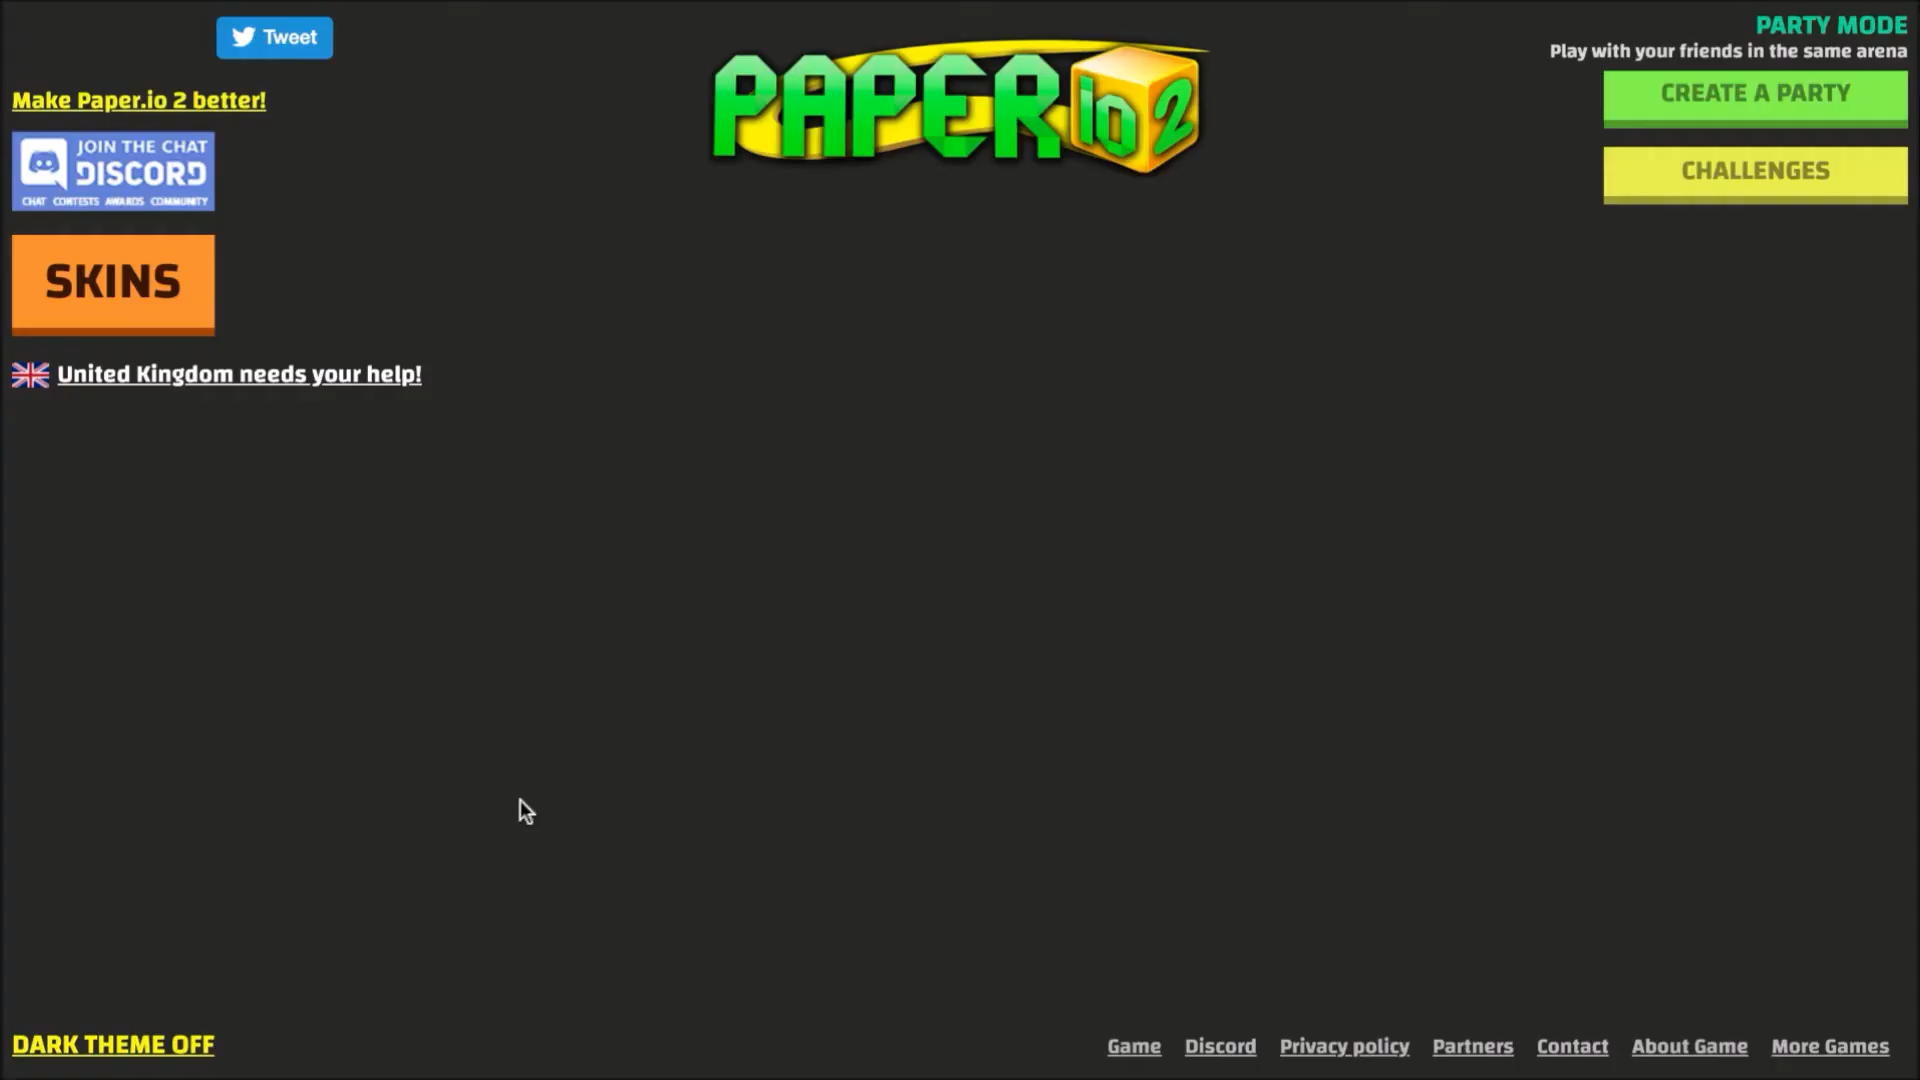 Tweet
Make Paper.io 2 better!
JOIN THE CHAT
DISCORD
CHAT CONTESTS AWARDS COMMUNITY
SKINS
United Kingdom needs your help!
PAPER io 2
PARTY MODE
Play with your friends in the same arena
CREATE A PARTY
CHALLENGES
DARK THEME OFF
Game Discord Privacy policy Partners Contact About Game More Games